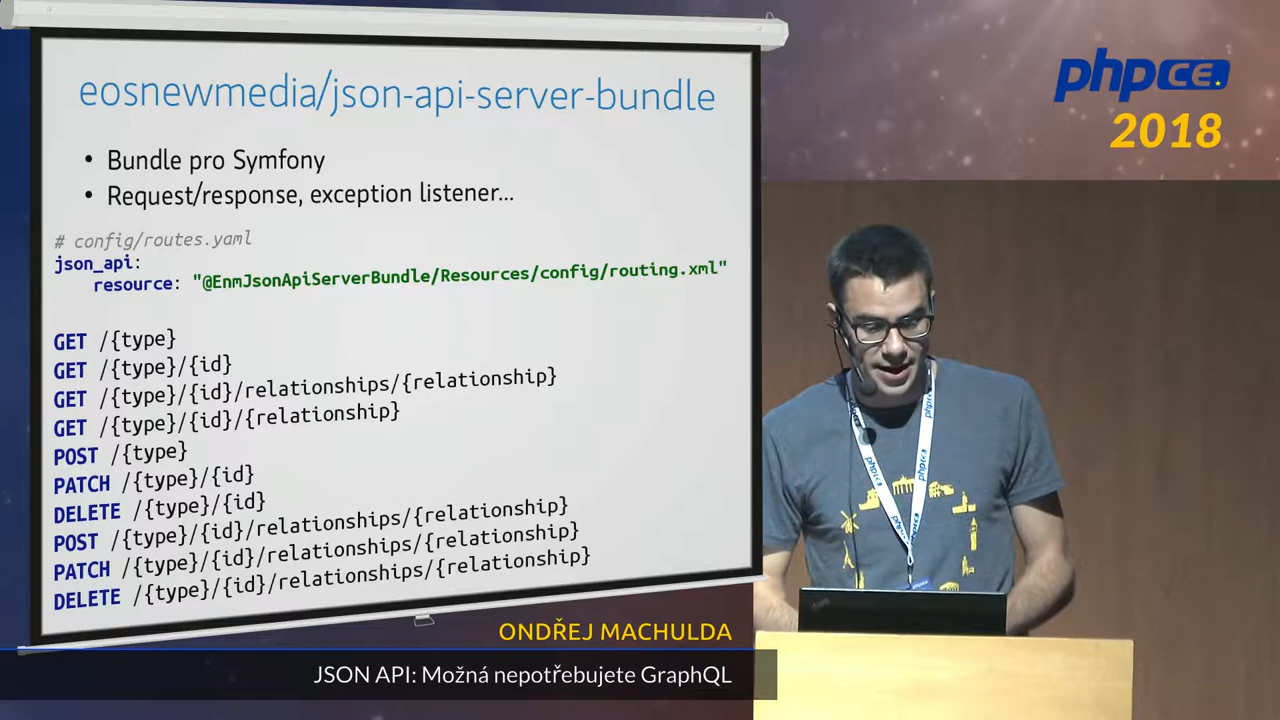 eosnewmedia/json-api-server-bundle
• Bundle pro Symfony
• Request/response, exception listener...
# config/routes.yaml
json_api:
resource: "@EnmJsonApiServerBundle/Resources/config/routing.xml"
GET /{type}
GET /{type}/{id}
GET /{type}/{id}/relationships/{relationship}
GET /{type}/{id}/{relationship}
POST /{type}
PATCH /{type}/{id}
DELETE /{type}/{id}
POST /{type}/{id}/relationships/{relationship}
PATCH /{type}/{id}/relationships/{relationship}
DELETE /{type}/{id}/relationships/{relationship}
phpce.
2018
phpce
phpce
php
ONDŘEJ MACHULDA
JSON API: Možná nepotřebujete GraphQL